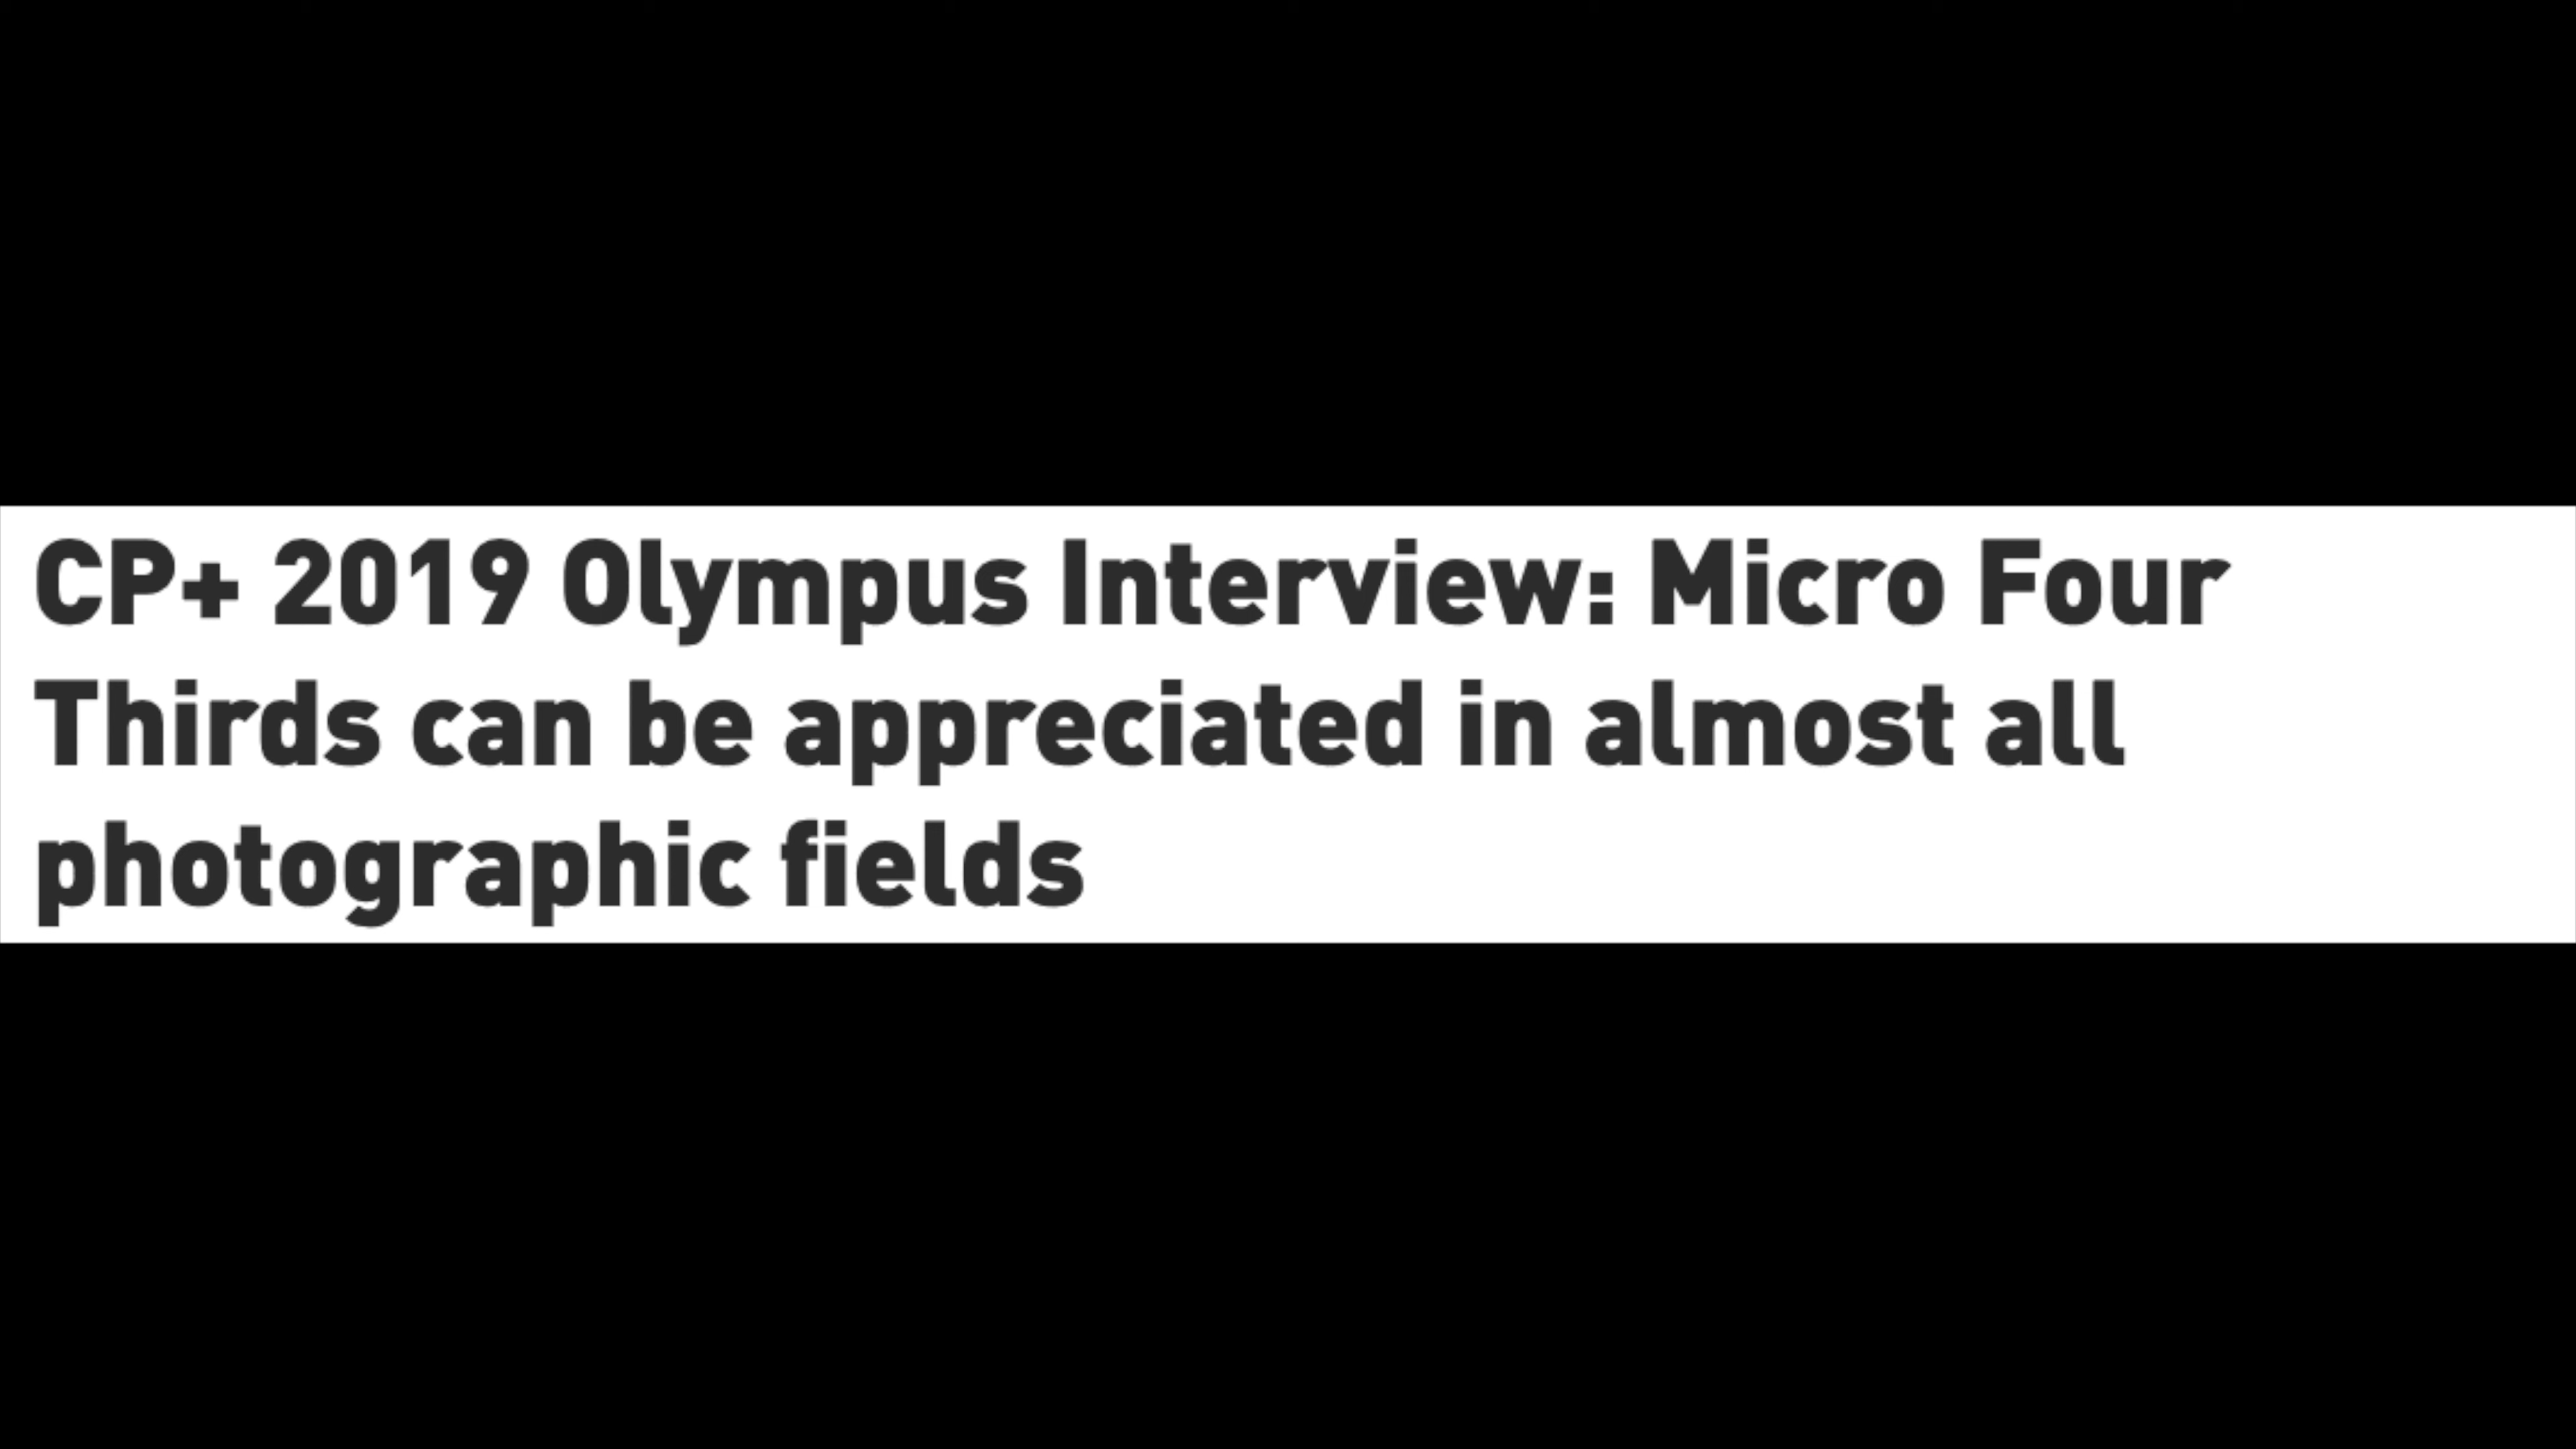 CP+ 2019 Olympus Interview: Micro Four
Thirds can be appreciated in almost all
photographic fields